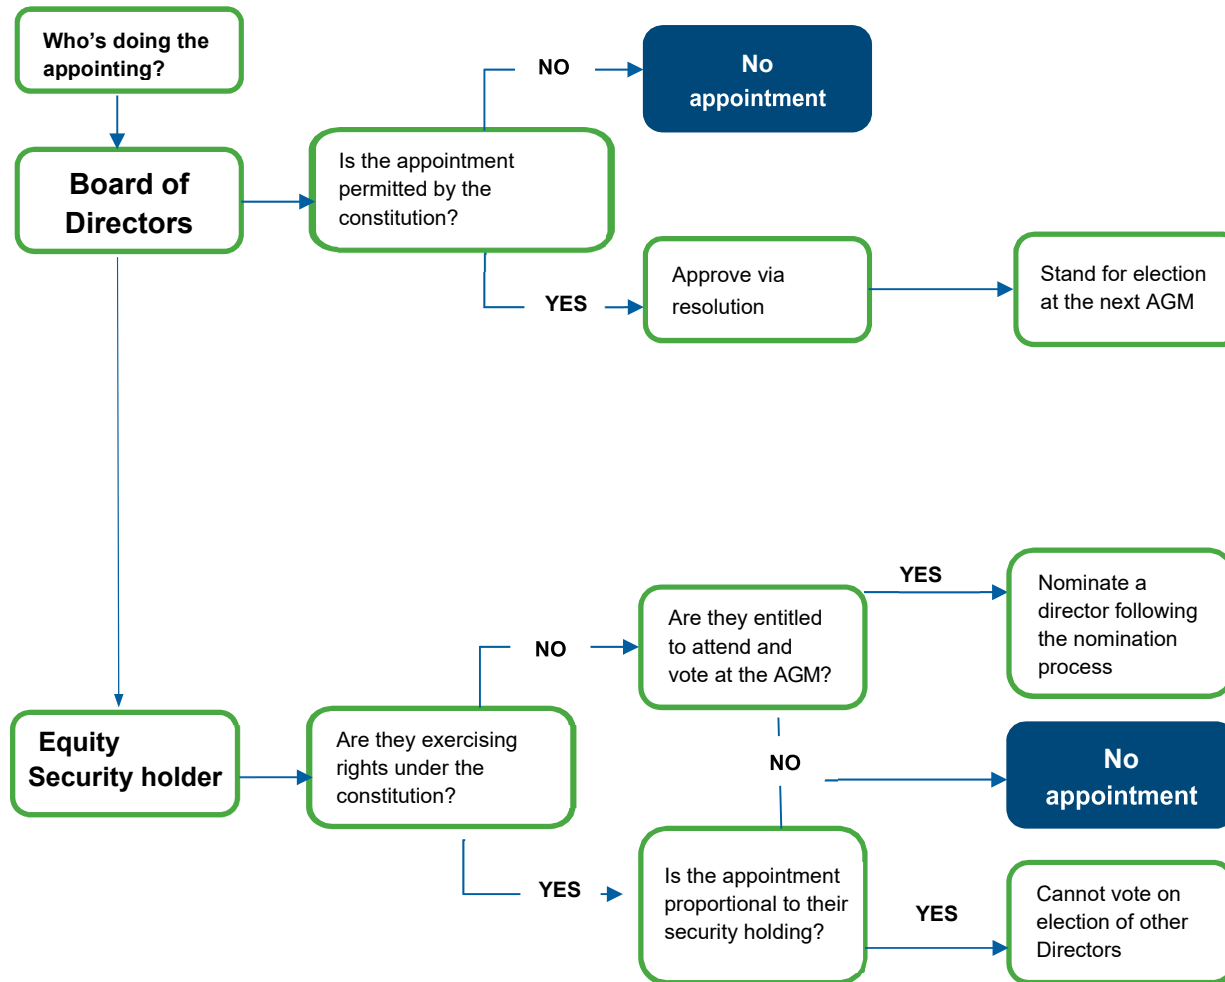 Who's doing the
appointing?
NO
No
appointment
Board of
Directors
Is the appointment
permitted by the
constitution?
YES
Approve via
resolution
Stand for election
at the next AGM
Equity
Security holder
Are they exercising
rights under the
constitution?
NO
Are they entitled
to attend and
vote at the AGM?
YES
Nominate a
director following
the nomination
process
NO
No
appointment
YES
Is the appointment
proportional to their
security holding?
YES
Cannot vote on
election of other
Directors